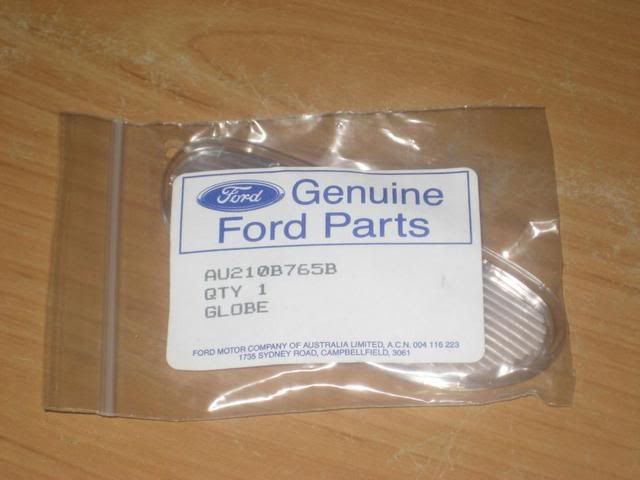 Ford Genuine
Ford Parts
AU210B765B
QTY 1
GLOBE
FORD MOTOR COMPANY OF AUSTRALIA LIMITED, A.C.N. 004 116 223
1735 SYDNEY ROAD, CAMPBELLFIELD, 3061